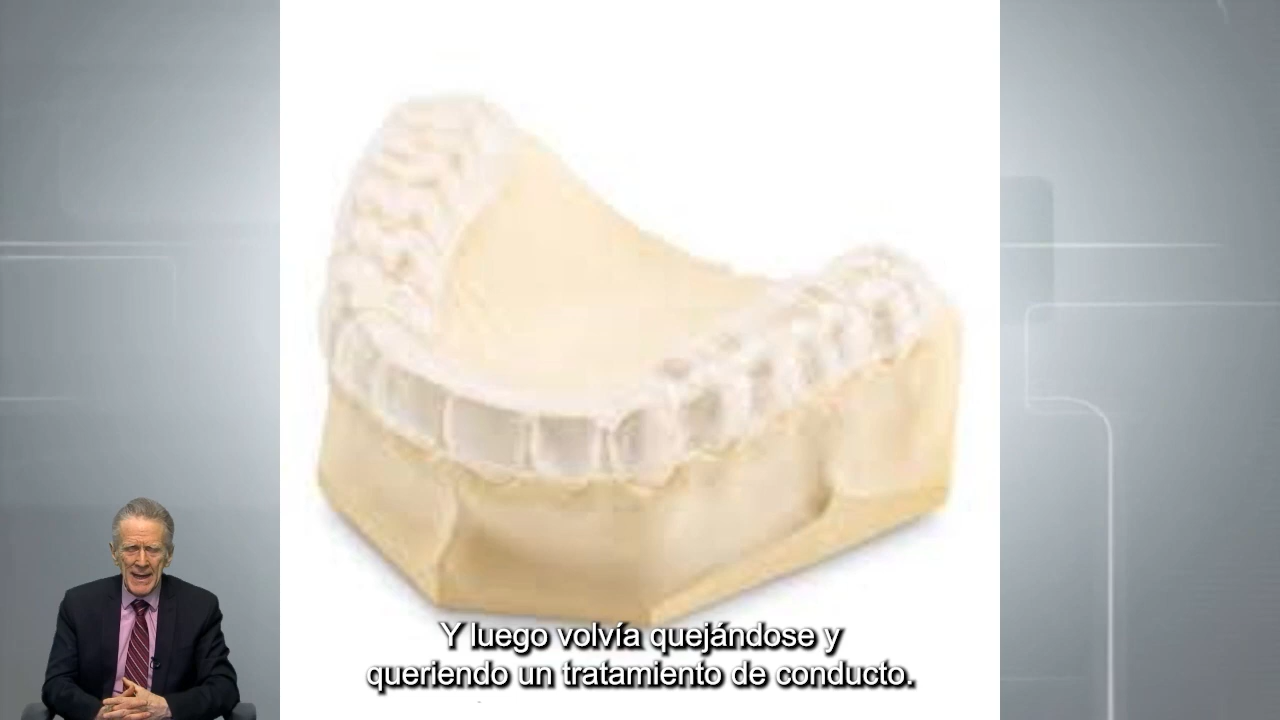 Y luego volvía quejándose y
queriendo un tratamiento de conducto.